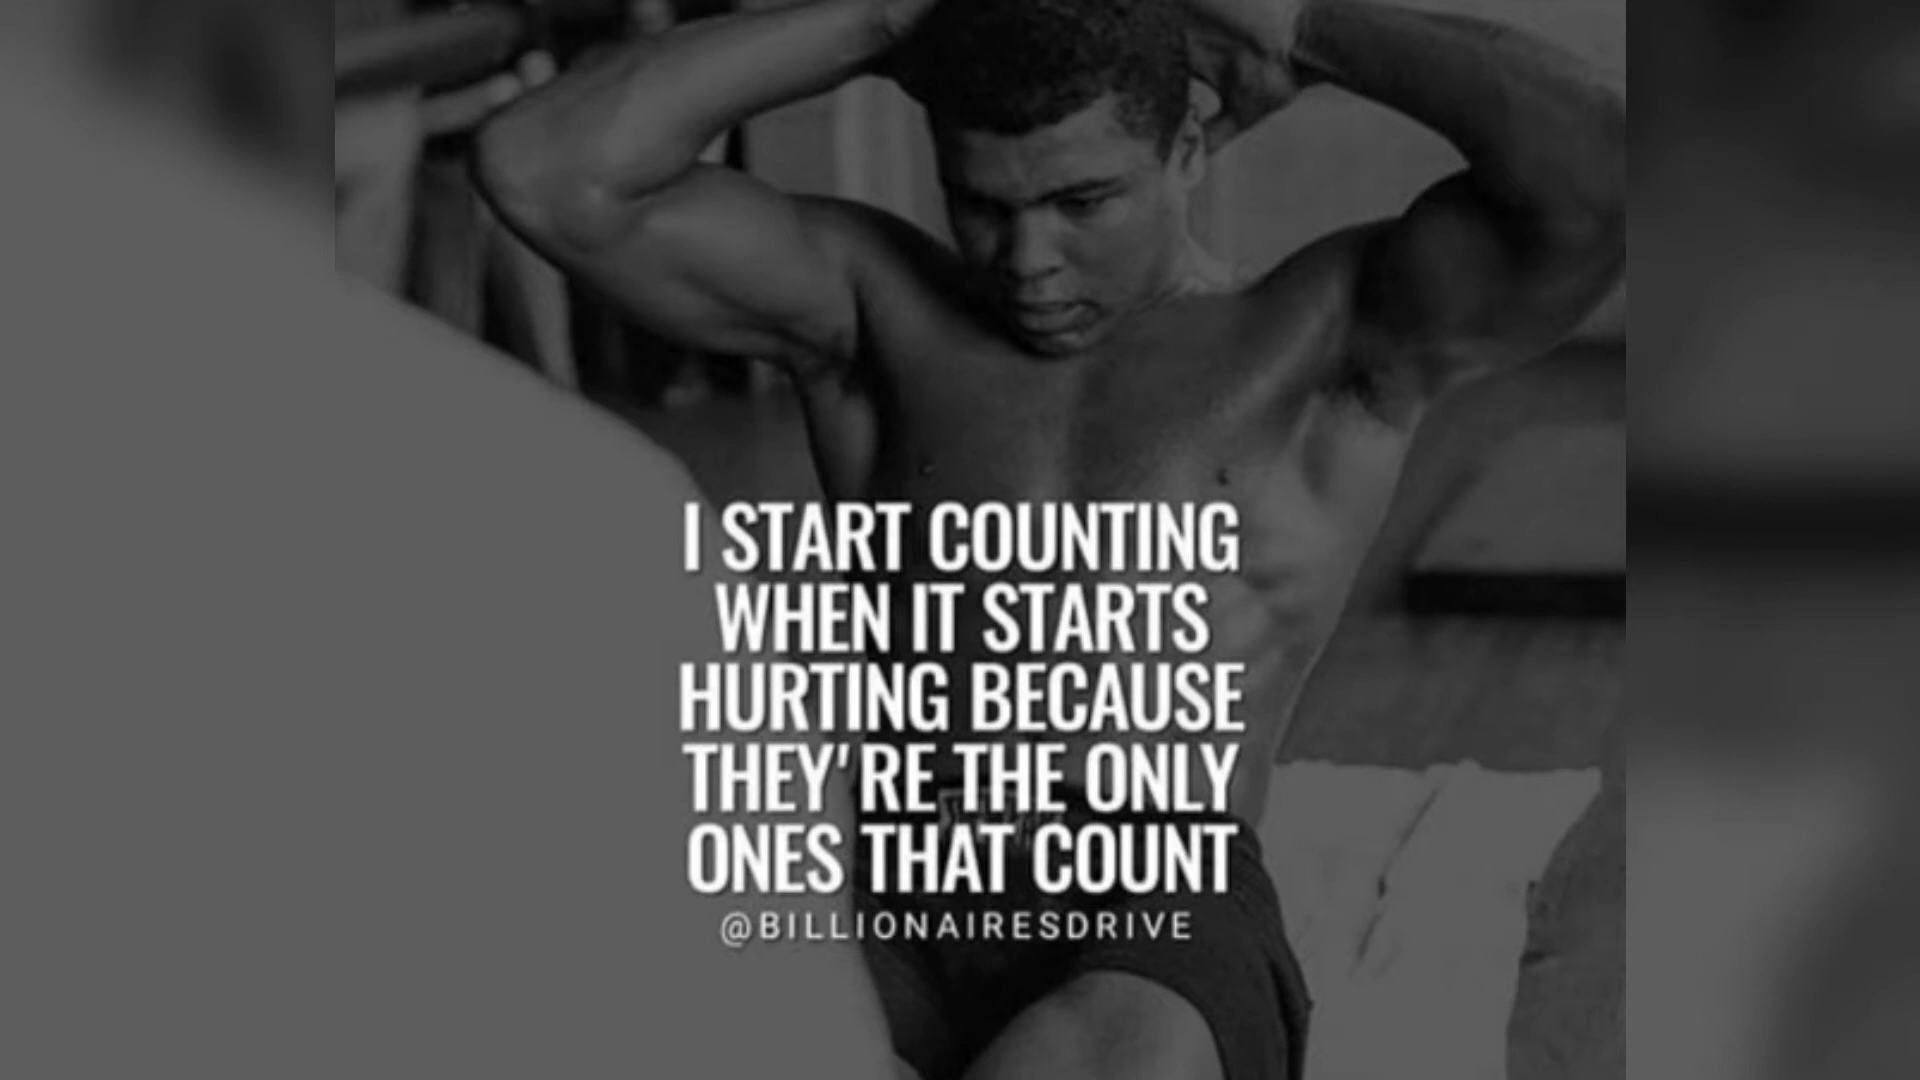 I START COUNTING
WHEN IT STARTS
HURTING BECAUSE
THEY'RE THE ONLY
ONES THAT COUNT
@BILLIONAIRESDRIVE